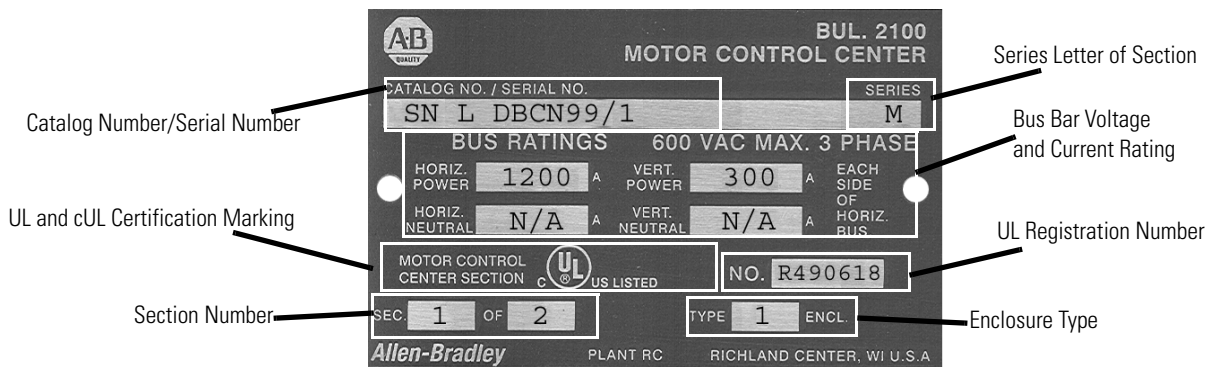 A·B
QUALITY
BUL. 2100
MOTOR CONTROL CENTER
Series Letter of Section
CATALOG NO. / SERIAL NO.
SERIES
SN L DBCN99/1
M
Catalog Number/Serial Number
Bus Bar Voltage
and Current Rating
BUS RATINGS 600 VAC MAX. 3 PHASE
HORIZ.
POWER 1200 A
VERT.
POWER 300 A
EACH
SIDE
OF
HORIZ.
BUS
HORIZ.
NEUTRAL N/A A
VERT.
NEUTRAL N/A A
UL and cUL Certification Marking
UL Registration Number
MOTOR CONTROL
CENTER SECTION
C UL ® US LISTED
NO. R490618
Section Number
SEC. 1 OF 2
TYPE 1 ENCL.
Enclosure Type
Allen-Bradley PLANT RC RICHLAND CENTER, WI U.S.A